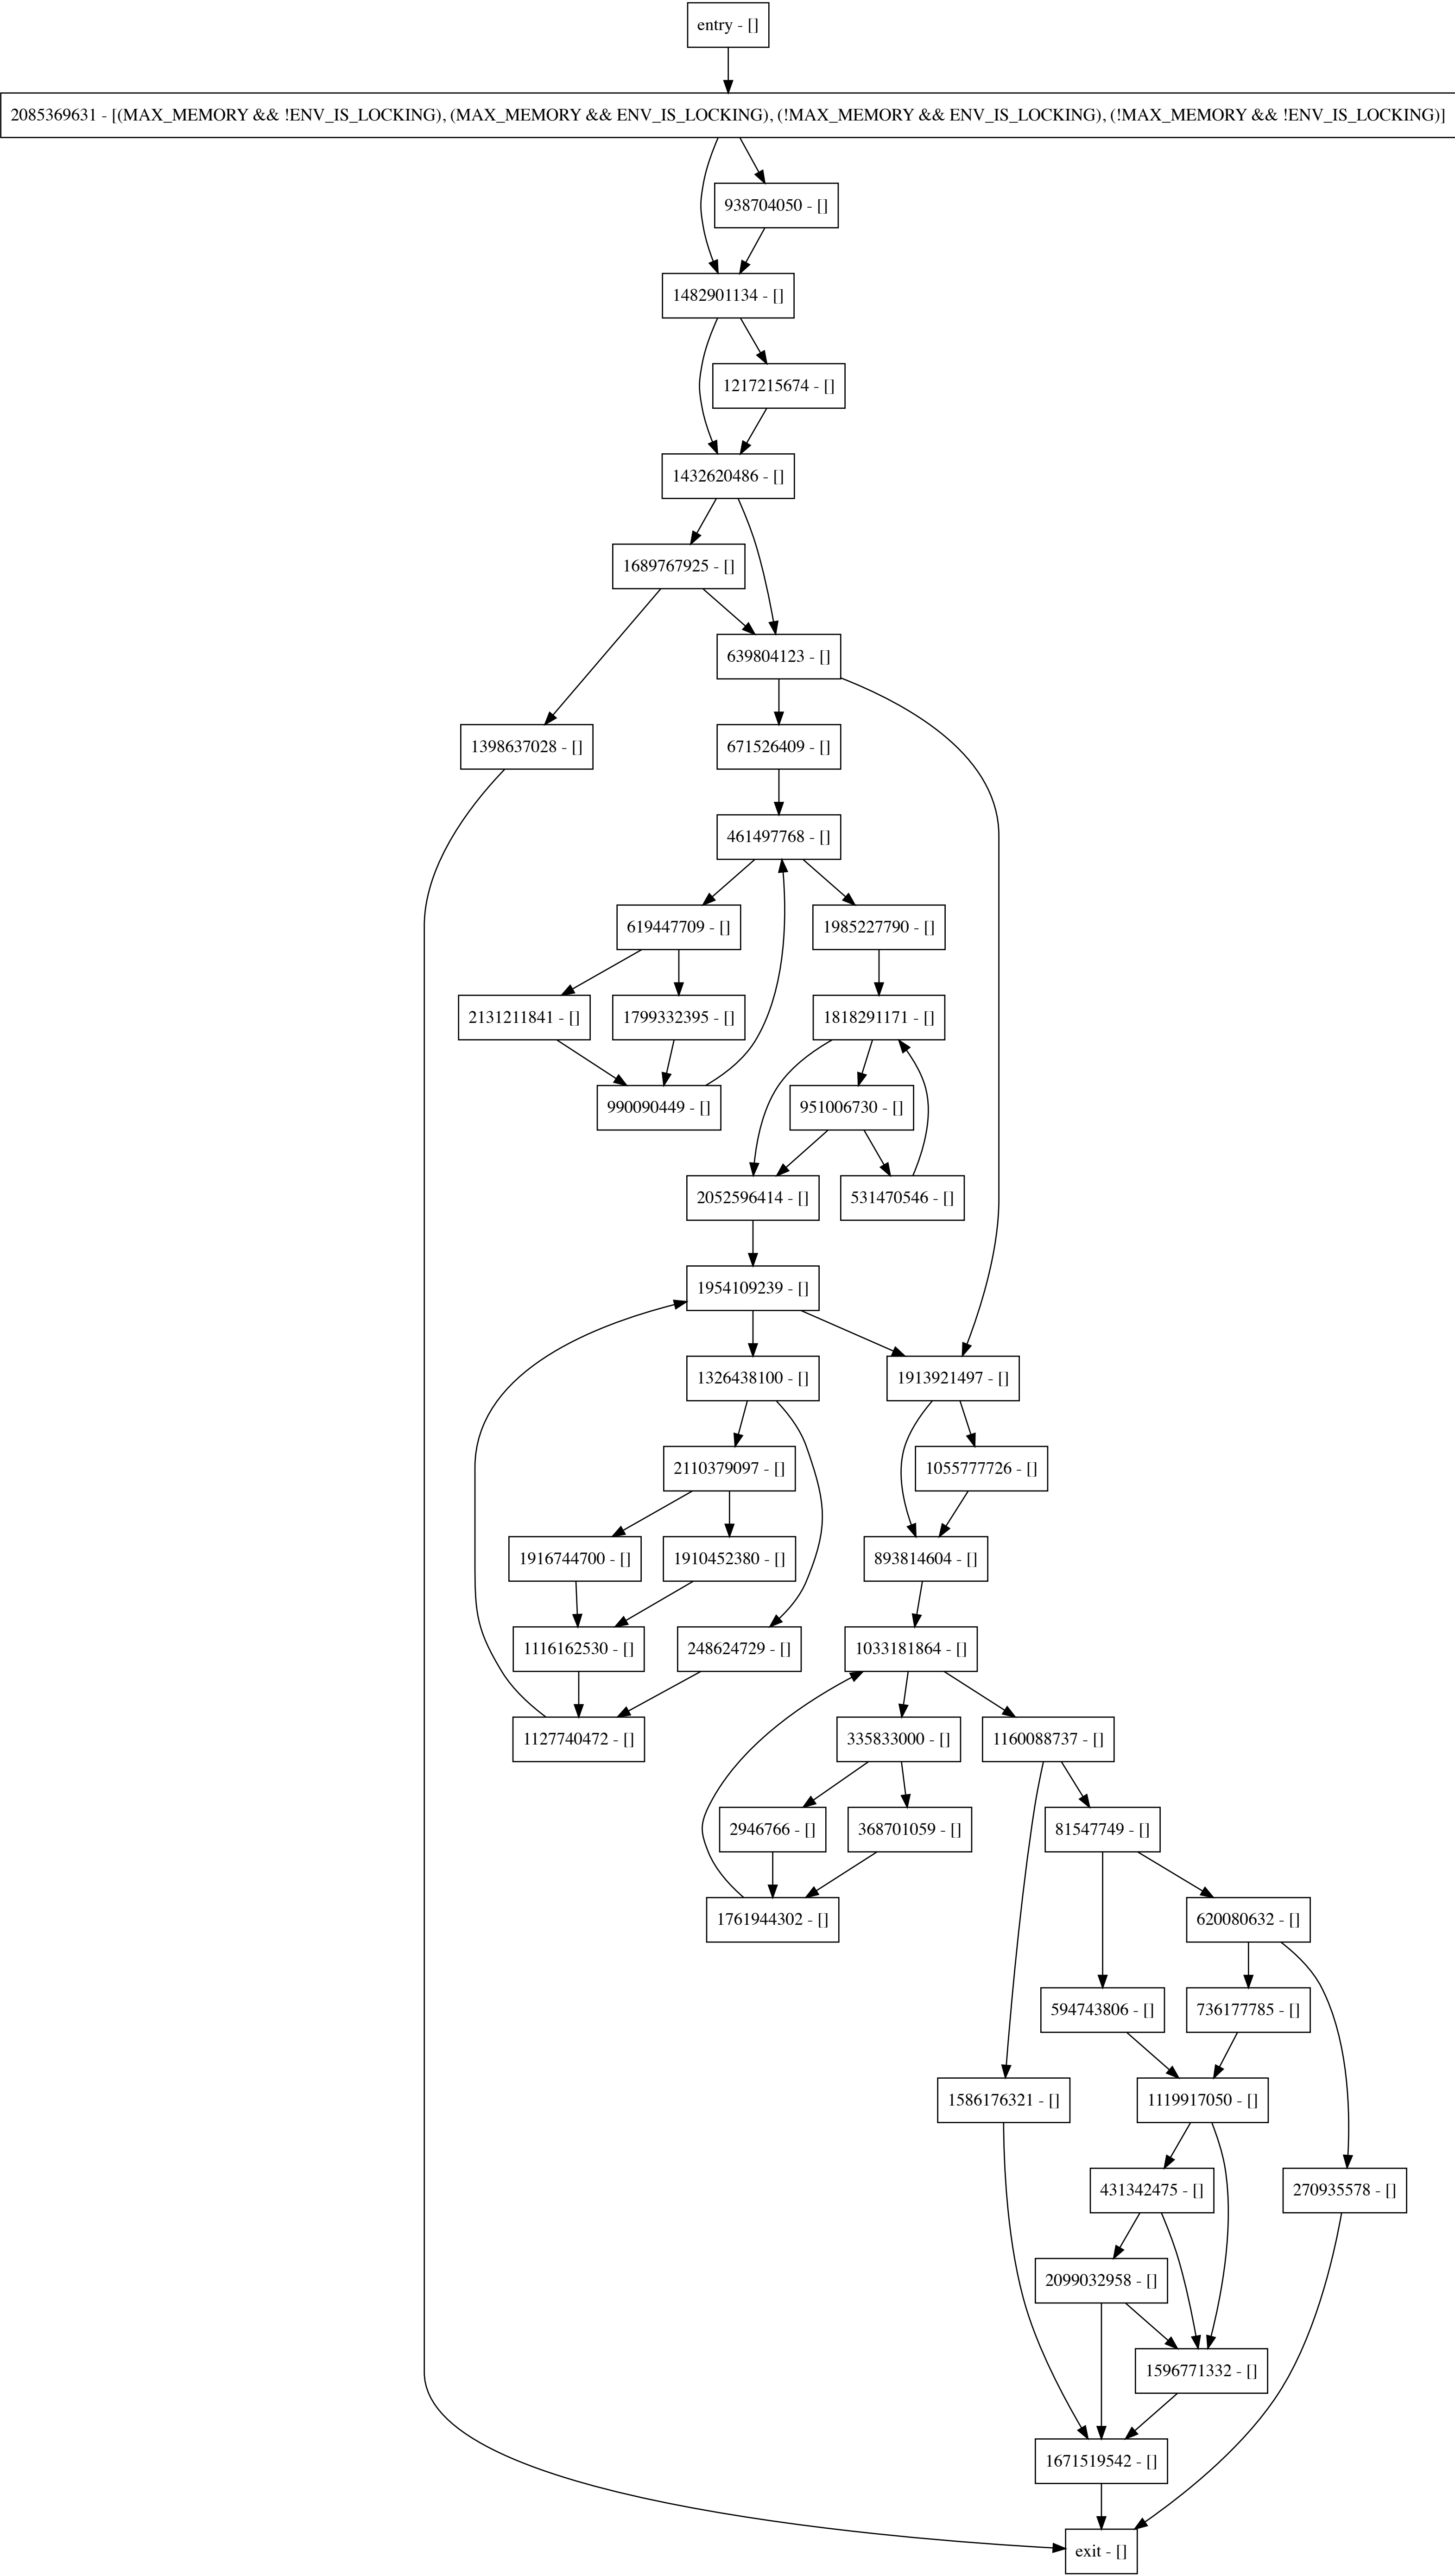 entry - []
2085369631 - [(MAX_MEMORY && !ENV_IS_LOCKING), (MAX_MEMORY && ENV_IS_LOCKING), (!MAX_MEMORY && ENV_IS_LOCKING), (!MAX_MEMORY && !ENV_IS_LOCKING)]
938704050 - []
1482901134 - []
1217215674 - []
1432620486 - []
1689767925 - []
639804123 - []
1398637028 - []
671526409 - []
461497768 - []
619447709 - []
1985227790 - []
2131211841 - []
1799332395 - []
1818291171 - []
990090449 - []
951006730 - []
2052596414 - []
531470546 - []
1954109239 - []
1326438100 - []
1913921497 - []
2110379097 - []
1055777726 - []
1916744700 - []
1910452380 - []
893814604 - []
1116162530 - []
248624729 - []
1033181864 - []
1127740472 - []
335833000 - []
1160088737 - []
2946766 - []
368701059 - []
81547749 - []
1761944302 - []
620080632 - []
594743806 - []
736177785 - []
1586176321 - []
1119917050 - []
431342475 - []
270935578 - []
2099032958 - []
1596771332 - []
1671519542 - []
exit - []